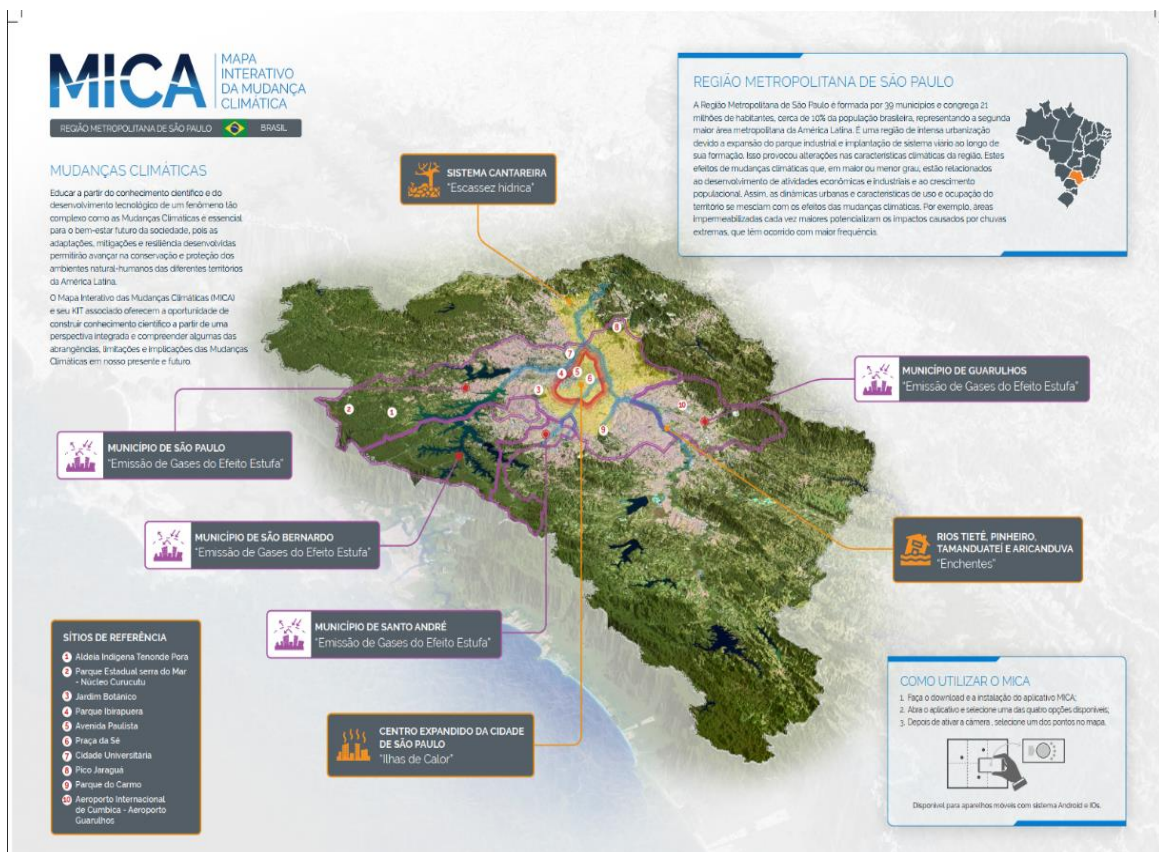 MICA
MAPA
INTERATIVO
DA MUDANÇA
CLIMÁTICA
REGIÃO METROPOLITANA DE SÃO PAULO
BRASIL
MUDANÇAS CLIMÁTICAS
Educar a partir do conhecimento científico e do
desenvolvimento tecnológico de um fenômeno tão
complexo como as Mudanças Climáticas é essencial
para o bem-estar futuro da sociedade, pois as
adaptações, mitigações e resiliência desenvolvidas
permitirão avançar na conservação e proteção dos
ambientes natural-humanos das diferentes territórios
da América Latina.
O Mapa Interativo das Mudanças Climáticas (MICA)
e seu KIT associado oferecem a oportunidade de
construir conhecimento científico a partir de uma
perspectiva integrada e compreender algumas das
abrangências, limitações e implicações das Mudanças
Climáticas em nosso presente e futuro.
REGIÃO METROPOLITANA DE SÃO PAULO
A Região Metropolitana de São Paulo é formada por 39 municípios e congrega 21
milhões de habitantes, cerca de 10% da população brasileira, representando a segunda
maior área metropolitana da América Latina. É uma região de intensa urbanização
devido a expansão do parque industrial e implantação de sistema viário ao longo de
sua formação. Isso provocou alterações nas características climáticas da região. Estes
efeitos de mudanças climáticas que, em maior ou menor grau, estão relacionados
ao desenvolvimento de atividades econômicas e industriais e ao crescimento
populacional. Assim, as dinâmicas urbanas e características de uso e ocupação do
território se mesclam com os efeitos das mudanças climáticas. Por exemplo, áreas
impermeabilizadas cada vez maiores potencializam os impactos causados por chuvas
extremas, que têm ocorrido com maior frequência.
SISTEMA CANTAREIRA
"Escassez hídrica"
MUNICÍPIO DE GUARULHOS
"Emissão de Gases do Efeito Estufa"
MUNICÍPIO DE SÃO PAULO
"Emissão de Gases do Efeito Estufa"
MUNICÍPIO DE SÃO BERNARDO
"Emissão de Gases do Efeito Estufa"
RIOS TIETÊ, PINHEIRO,
TAMANDUATEÍ E ARICANDUVA
"Enchentes"
MUNICÍPIO DE SANTO ANDRÉ
"Emissão de Gases do Efeito Estufa"
CENTRO EXPANDIDO DA CIDADE
DE SÃO PAULO
"Ilhas de Calor"
8
7
4
5
6
3
2
1
10
9
SÍTIOS DE REFERÊNCIA
1 Aldeia Indígena Tenonde Pora
2 Parque Estadual serra do Mar
- Núcleo Curucutu
3 Jardim Botânico
4 Parque Ibirapuera
5 Avenida Paulista
6 Praça da Sé
7 Cidade Universitária
8 Pico Jaraguá
9 Parque do Carmo
10 Aeroporto Internacional
de Cumbica - Aeroporto
Guarulhos
COMO UTILIZAR O MICA
1. Faça o download e a instalação do aplicativo MICA;
2. Abra o aplicativo e selecione uma das quatro opções disponíveis;
3. Depois de ativar a câmera , selecione um dos pontos no mapa.
Disponível para aparelhos móveis com sistema Android e IOs.